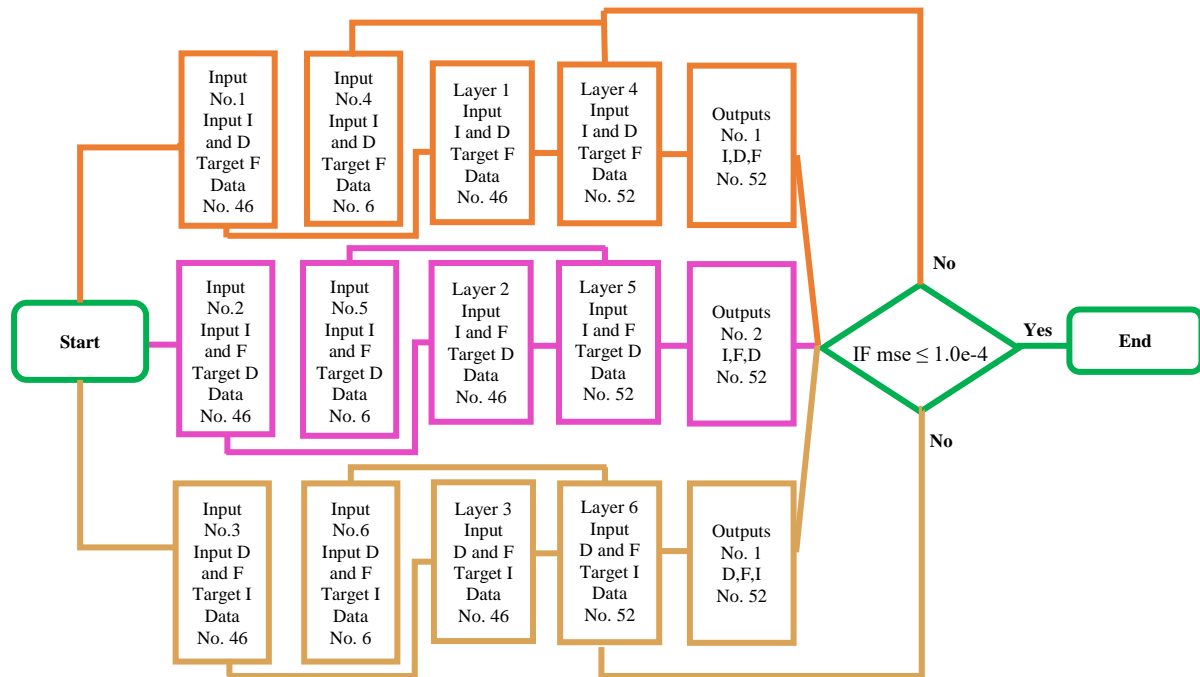 Start
Input
No.1
Input I
and D
Target F
Data
No. 46
Input
No.4
Input I
and D
Target F
Data
No. 6
Layer 1
Input
I and D
Target F
Data
No. 46
Layer 4
Input
I and D
Target F
Data
No. 52
Outputs
No. 1
I,D,F
No. 52
Input
No.2
Input I
and F
Target D
Data
No. 46
Input
No.5
Input I
and F
Target D
Data
No. 6
Layer 2
Input
I and F
Target D
Data
No. 46
Layer 5
Input
I and F
Target D
Data
No. 52
Outputs
No. 2
I,F,D
No. 52
Input
No.3
Input D
and F
Target I
Data
No. 46
Input
No.6
Input D
and F
Target I
Data
No. 6
Layer 3
Input
D and F
Target I
Data
No. 46
Layer 6
Input
D and F
Target I
Data
No. 52
Outputs
No. 1
D,F,I
No. 52
No
IF mse ≤ 1.0e-4
Yes
No
End